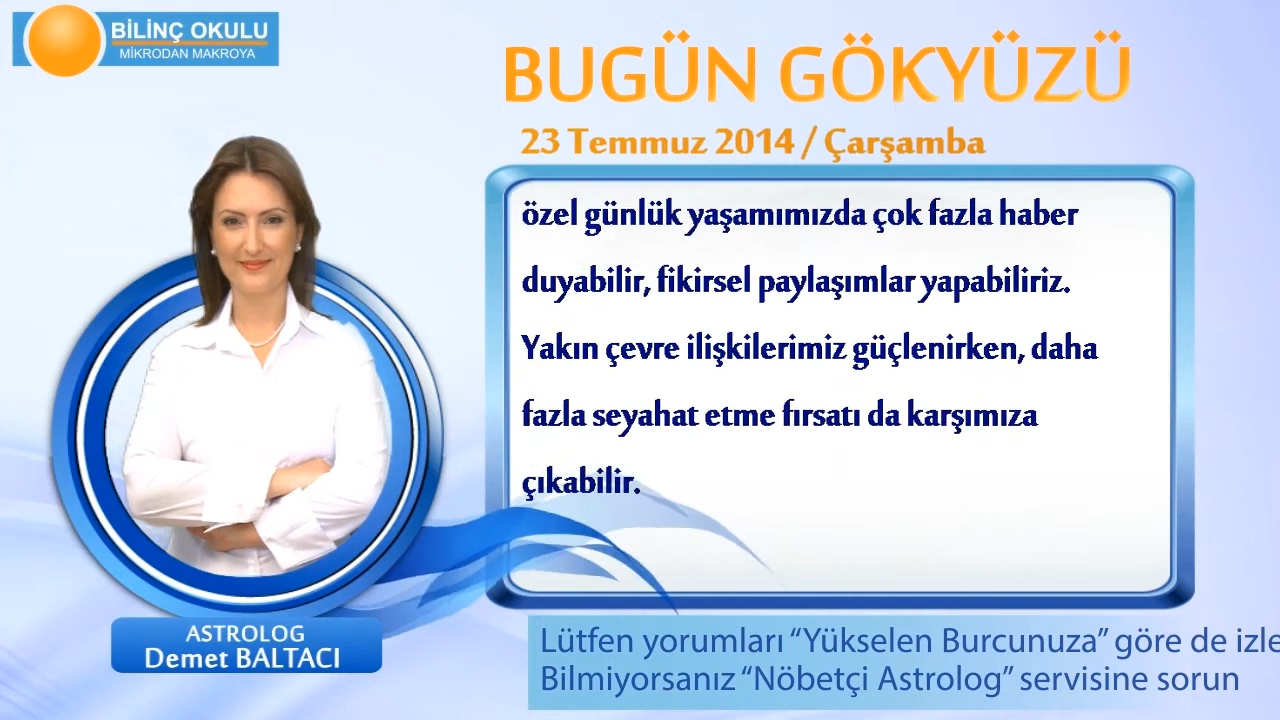 BİLİNÇ OKULU
MİKRODAN MAKROYA
BUGÜN GÖKYÜZÜ
23 Temmuz 2014 / Çarşamba
özel günlük yaşamımızda çok fazla haber
duyabilir, fikirsel paylaşımlar yapabiliriz.
Yakın çevre ilişkilerimiz güçlenirken, daha
fazla seyahat etme fırsatı da karşımıza
çıkabilir.
ASTROLOG
Demet BALTACI
Lütfen yorumları “Yükselen Burcunuza” göre de izle
Bilmiyorsanız “Nöbetçi Astrolog” servisine sorun